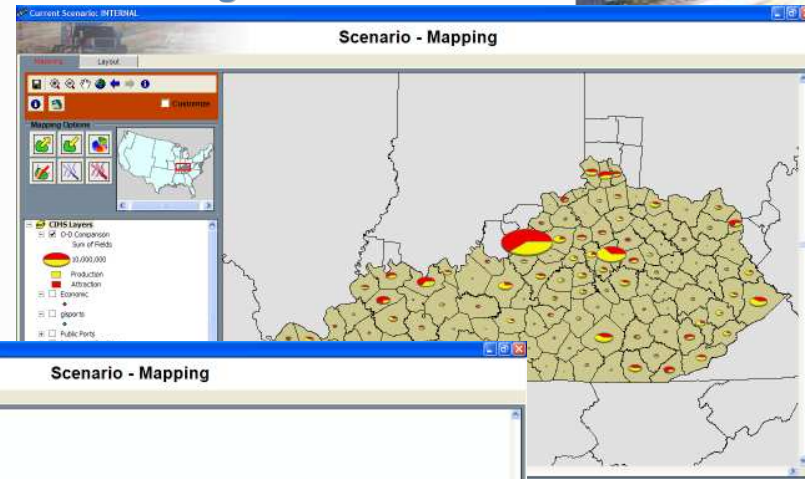 Current Scenario: INTERNAL
Scenario - Mapping
Mapping
Layout
Customize
Mapping Options
CIMS Layers
O-D Comparison
Sum of Fields
10,000,000
Production
Attraction
Economic
gisports
Public Ports
Scenario - Mapping